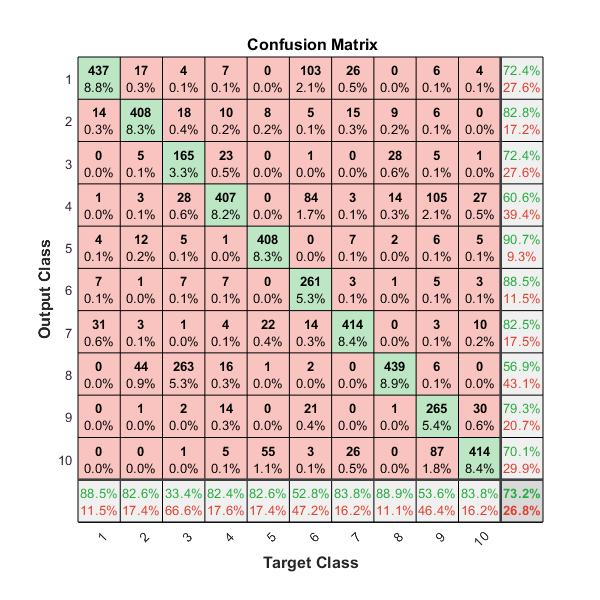 Confusion Matrix
437 17 4 7 0 103 26 0 6 4 72.4%
1
8.8% 0.3% 0.1% 0.1% 0.0% 2.1% 0.5% 0.0% 0.1% 0.1% 27.6%
14 408 18 10 8 5 15 9 6 0 82.8%
2
0.3% 8.3% 0.4% 0.2% 0.2% 0.1% 0.3% 0.2% 0.1% 0.0% 17.2%
0 5 165 23 0 1 0 28 5 1 72.4%
3
0.0% 0.1% 3.3% 0.5% 0.0% 0.0% 0.0% 0.6% 0.1% 0.0% 27.6%
1 3 28 407 0 84 3 14 105 27 60.6%
4
0.0% 0.1% 0.6% 8.2% 0.0% 1.7% 0.1% 0.3% 2.1% 0.5% 39.4%
4 12 5 1 408 0 7 2 6 5 90.7%
5
0.1% 0.2% 0.1% 0.0% 8.3% 0.0% 0.1% 0.0% 0.1% 0.1% 9.3%
7 1 7 7 0 261 3 1 5 3 88.5%
6
0.1% 0.0% 0.1% 0.1% 0.0% 5.3% 0.1% 0.0% 0.1% 0.1% 11.5%
31 3 1 4 22 14 414 0 3 10 82.5%
7
0.6% 0.1% 0.0% 0.1% 0.4% 0.3% 8.4% 0.0% 0.1% 0.2% 17.5%
0 44 263 16 1 2 0 439 6 0 56.9%
8
0.0% 0.9% 5.3% 0.3% 0.0% 0.0% 0.0% 8.9% 0.1% 0.0% 43.1%
0 1 2 14 0 21 0 1 265 30 79.3%
9
0.0% 0.0% 0.0% 0.3% 0.0% 0.4% 0.0% 0.0% 5.4% 0.6% 20.7%
0 0 1 5 55 3 26 0 87 414 70.1%
10
0.0% 0.0% 0.0% 0.1% 1.1% 0.1% 0.5% 0.0% 1.8% 8.4% 29.9%
88.5% 82.6% 33.4% 82.4% 82.6% 52.8% 83.8% 88.9% 53.6% 83.8% 73.2%
11.5% 17.4% 66.6% 17.6% 17.4% 47.2% 16.2% 11.1% 46.4% 16.2% 26.8%
1 2 3 4 5 6 7 8 9 10
Target Class
Output Class